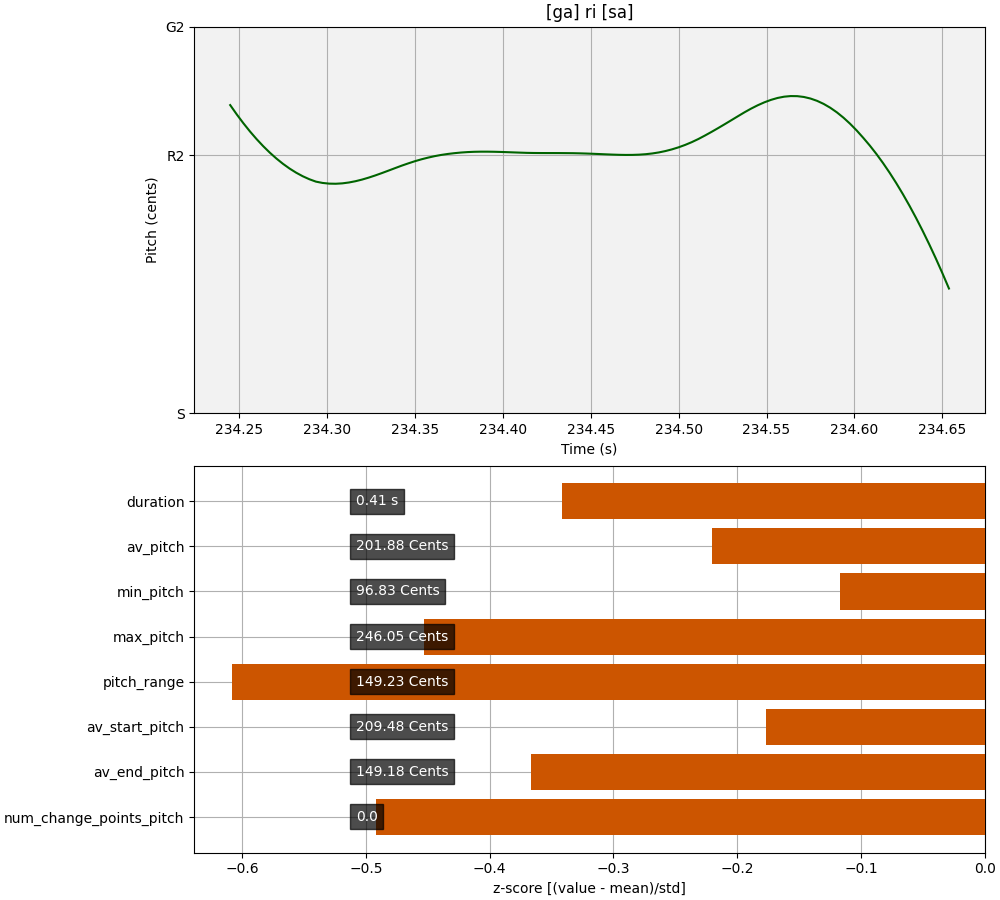 [ga] ri [sa]
G2
R2
S
Pitch (cents)
234.25 234.30 234.35 234.40 234.45 234.50 234.55 234.60 234.65
Time (s)
duration 0.41 s
av_pitch 201.88 Cents
min_pitch 96.83 Cents
max_pitch 246.05 Cents
pitch_range 149.23 Cents
av_start_pitch 209.48 Cents
av_end_pitch 149.18 Cents
num_change_points_pitch 0.0
−0.6 −0.5 −0.4 −0.3 −0.2 −0.1 0.0
z-score [(value - mean)/std]